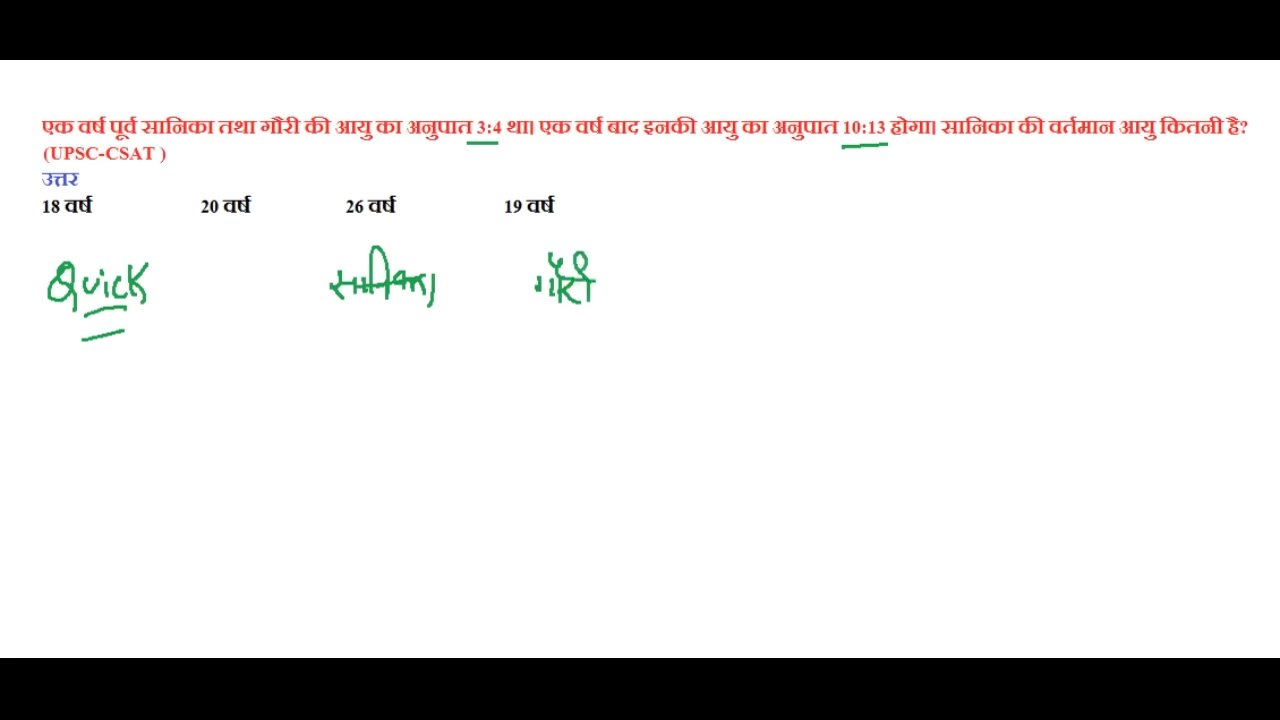 एक वर्ष पूर्व सानिका तथा गौरी की आयु का अनुपात 3:4 था। एक वर्ष बाद इनकी आयु का अनुपात 10:13 होगा। सानिका की वर्तमान आयु कितनी है?
(UPSC-CSAT )
उत्तर
18 वर्ष 20 वर्ष 26 वर्ष 19 वर्ष
Quick सानिका गौरी